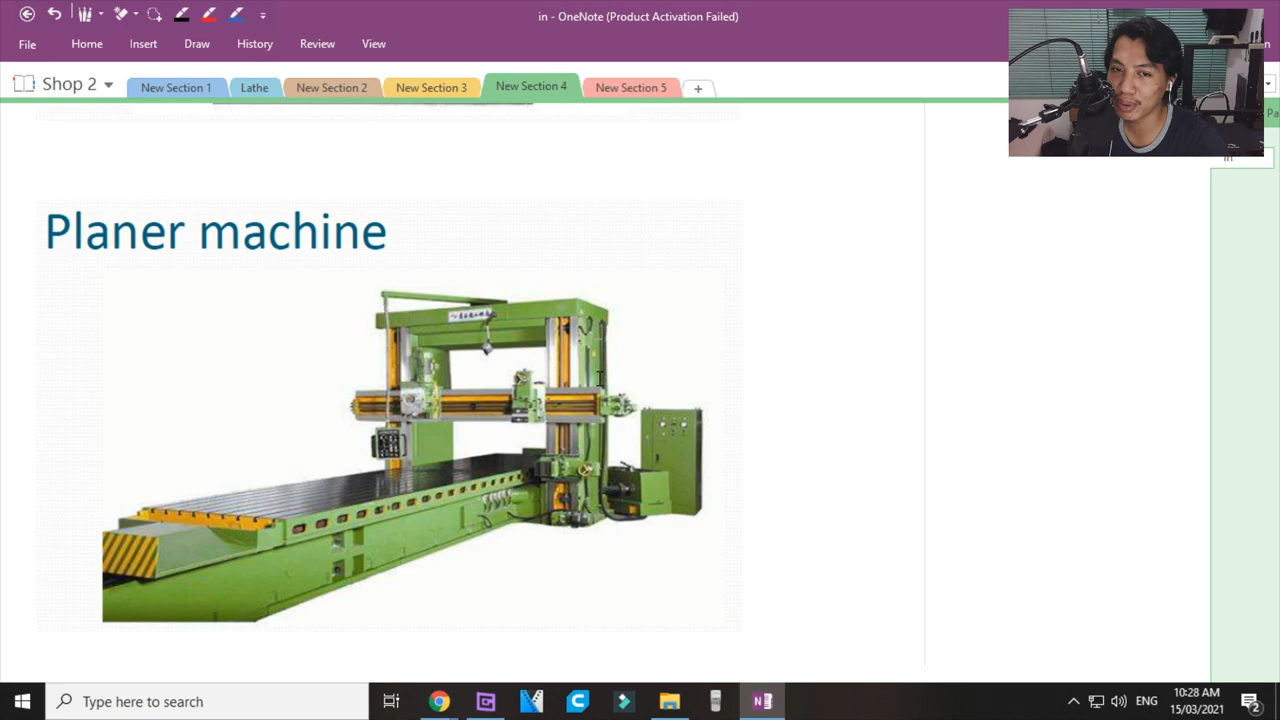 in - OneNote (Product Activation Failed)
File Home Insert Draw History Review View
Shop 2 New Section 1 Lathe New Section 2 New Section 3 New Section 4 New Section 5
Planer machine
Type here to search
ENG
10:28 AM
15/03/2021
2